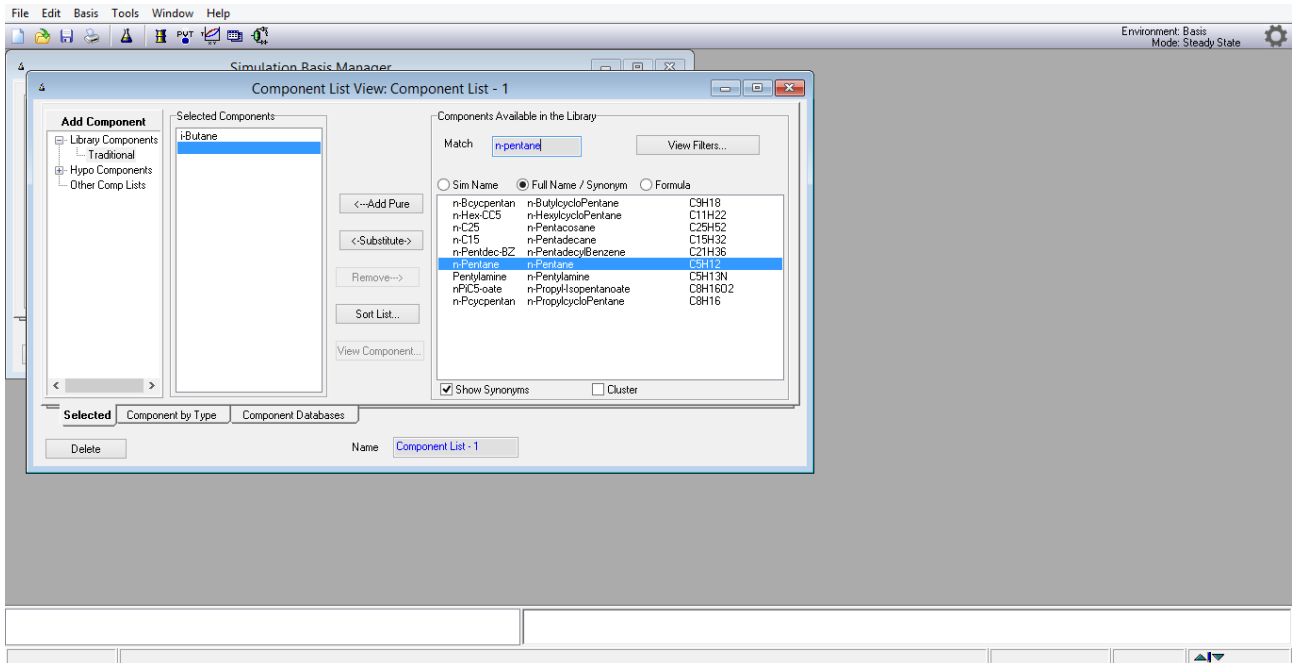 File Edit Basis Tools Window Help
PVT
Environment: Basis
Mode: Steady State
Simulation Basis Manager
Component List View: Component List - 1
Add Component
Library Components
Traditional
Hypo Components
Other Comp Lists
Selected Components
i-Butane
<---Add Pure
<-Substitute->
Remove--->
Sort List...
View Component...
Components Available in the Library
Match n-pentane View Filters...
Sim Name Full Name / Synonym Formula
n-Bcycpentan n-ButylcycloPentane C9H18
n-Hex-CC5 n-HexylcycloPentane C11H22
n-C25 n-Pentacosane C25H52
n-C15 n-Pentadecane C15H32
n-Pentdec-BZ n-PentadecylBenzene C21H36
n-Pentane n-Pentane C5H12
Pentylamine n-Pentylamine C5H13N
nPiC5-oate n-Propyl-Isopentanoate C8H16O2
n-Pcycpentan n-PropylcycloPentane C8H16
Show Synonyms Cluster
Selected Component by Type Component Databases
Delete Name Component List - 1